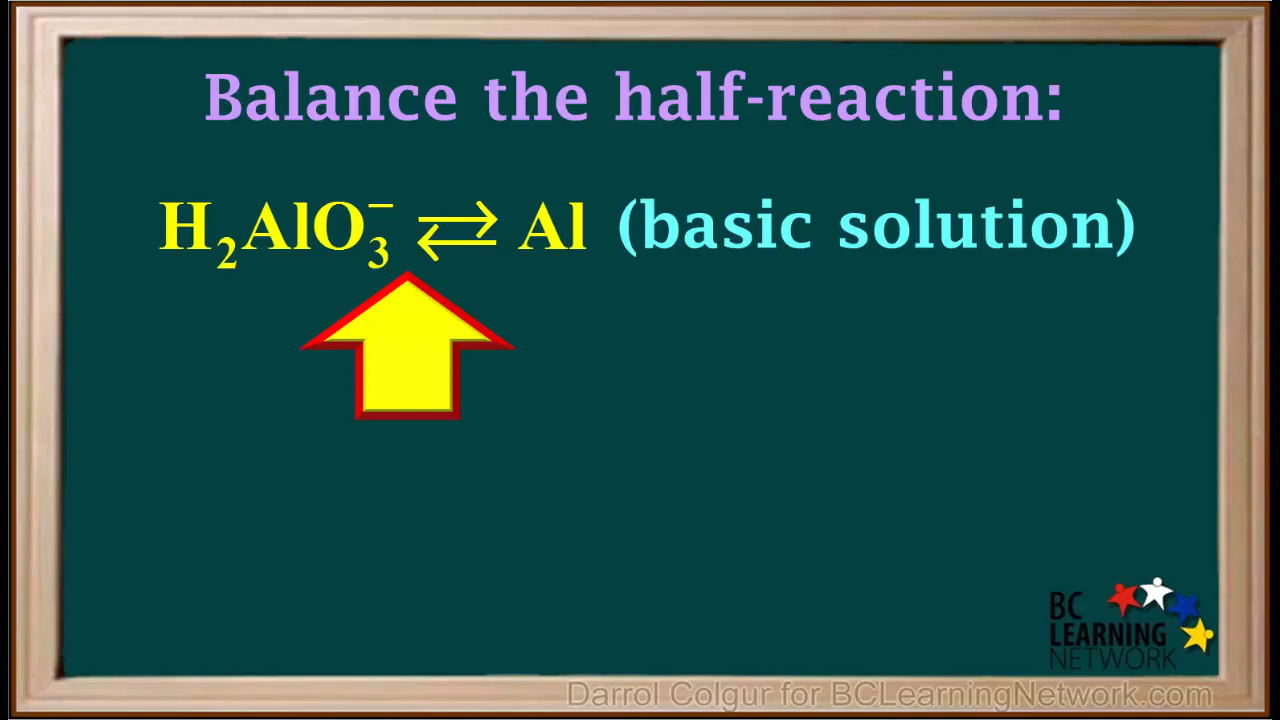 Balance the half-reaction:
H₂AlO₃⁻ ⇄ Al (basic solution)
BC
LEARNING
NETWORK
Darrol Colgur for BCLearningNetwork.com